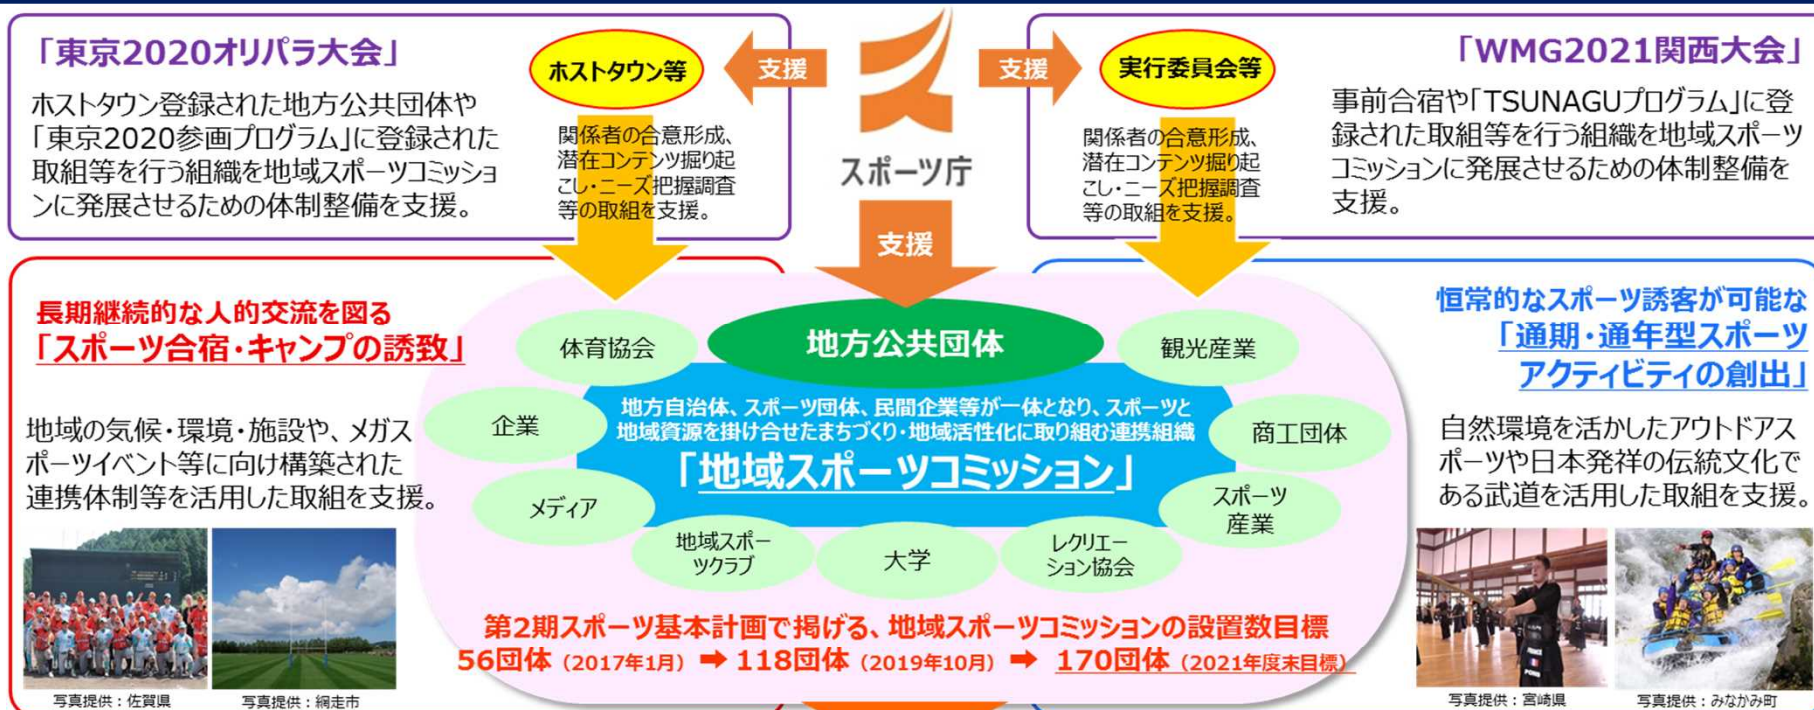 「東京2020オリパラ大会」
ホストタウン登録された地方公共団体や
「東京2020参画プログラム」に登録された
取組等を行う組織を地域スポーツコミッショ
ンに発展させるための体制整備を支援。
ホストタウン等
支援
関係者の合意形成、
潜在コンテンツ掘り起
こし・ニーズ把握調査
等の取組を支援。
スポーツ庁
支援
支援
実行委員会等
関係者の合意形成、
潜在コンテンツ掘り起
こし・ニーズ把握調査
等の取組を支援。
「WMG2021関西大会」
事前合宿や「TSUNAGUプログラム」に登
録された取組等を行う組織を地域スポーツ
コミッションに発展させるための体制整備を
支援。
長期継続的な人的交流を図る
「スポーツ合宿・キャンプの誘致」
地域の気候・環境・施設や、メガス
ポーツイベント等に向け構築された
連携体制等を活用した取組を支援。
写真提供：佐賀県
写真提供：網走市
体育協会
地方公共団体
観光産業
企業
地方自治体、スポーツ団体、民間企業等が一体となり、スポーツと
地域資源を掛け合せたまちづくり・地域活性化に取り組む連携組織
「地域スポーツコミッション」
商工団体
メディア
スポーツ
産業
地域スポー
ツクラブ
大学
レクリエー
ション協会
第2期スポーツ基本計画で掲げる、地域スポーツコミッションの設置数目標
56団体（2017年1月）➡118団体（2019年10月）➡ 170団体（2021年度末目標）
恒常的なスポーツ誘客が可能な
「通期・通年型スポーツ
アクティビティの創出」
自然環境を活かしたアウトドアス
ポーツや日本発祥の伝統文化で
ある武道を活用した取組を支援。
写真提供：宮崎県
写真提供：みなかみ町